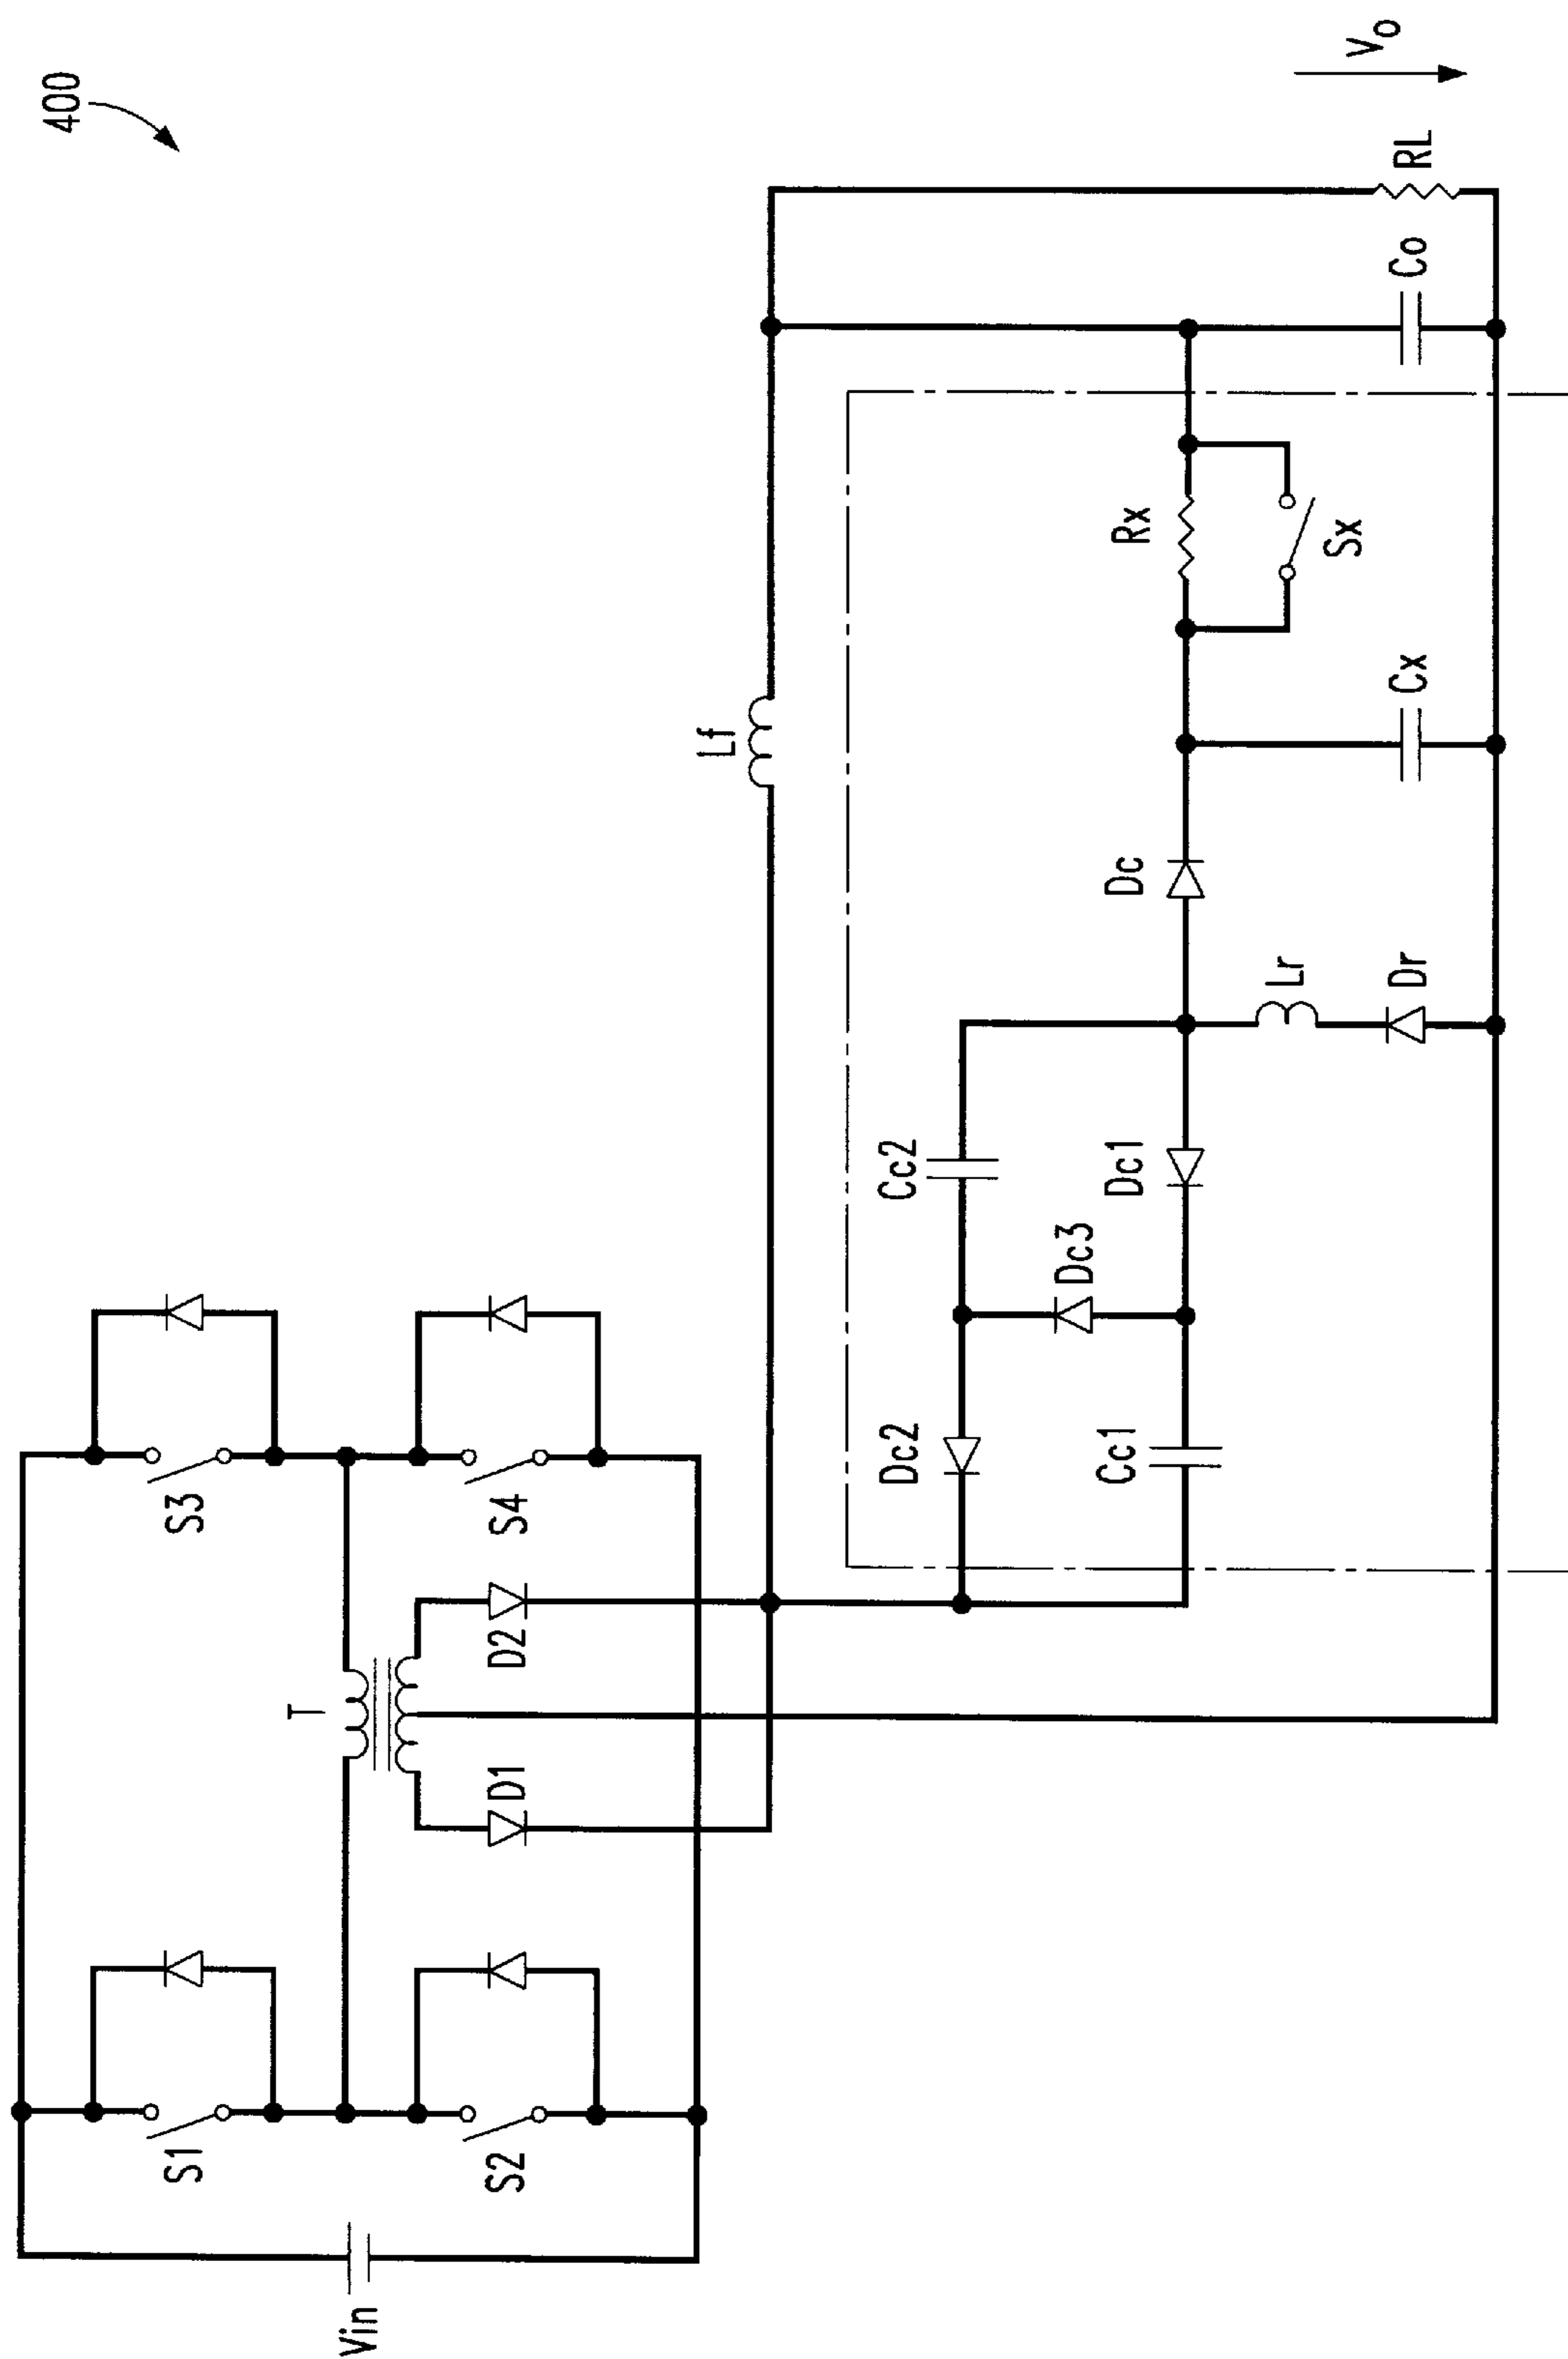 400
Vin
S1
S2
S3
S4
T
D1
D2
Lf
Dc2
Cc1
Dc3
Cc2
Dc1
Lr
Dr
Dc
Cx
Rx
Sx
Co
RL
Vo